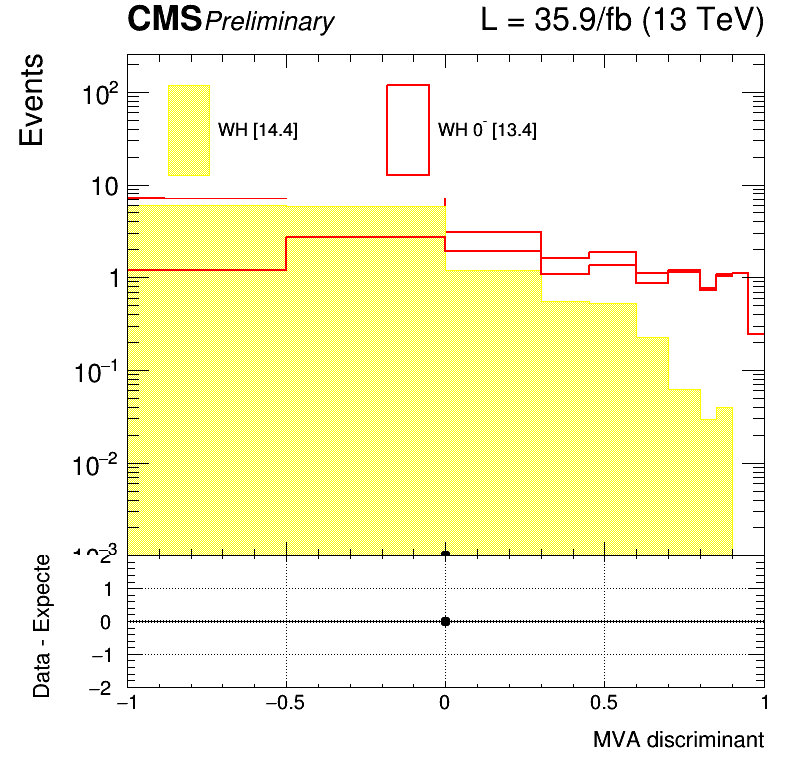 CMS Preliminary L = 35.9/fb (13 TeV)
Events
10²
WH [14.4] WH 0⁻ [13.4]
10
1
10⁻¹
10⁻²
10⁻³
2
1
0
−1
−2
Data - Expecte
−1 −0.5 0 0.5 1
MVA discriminant